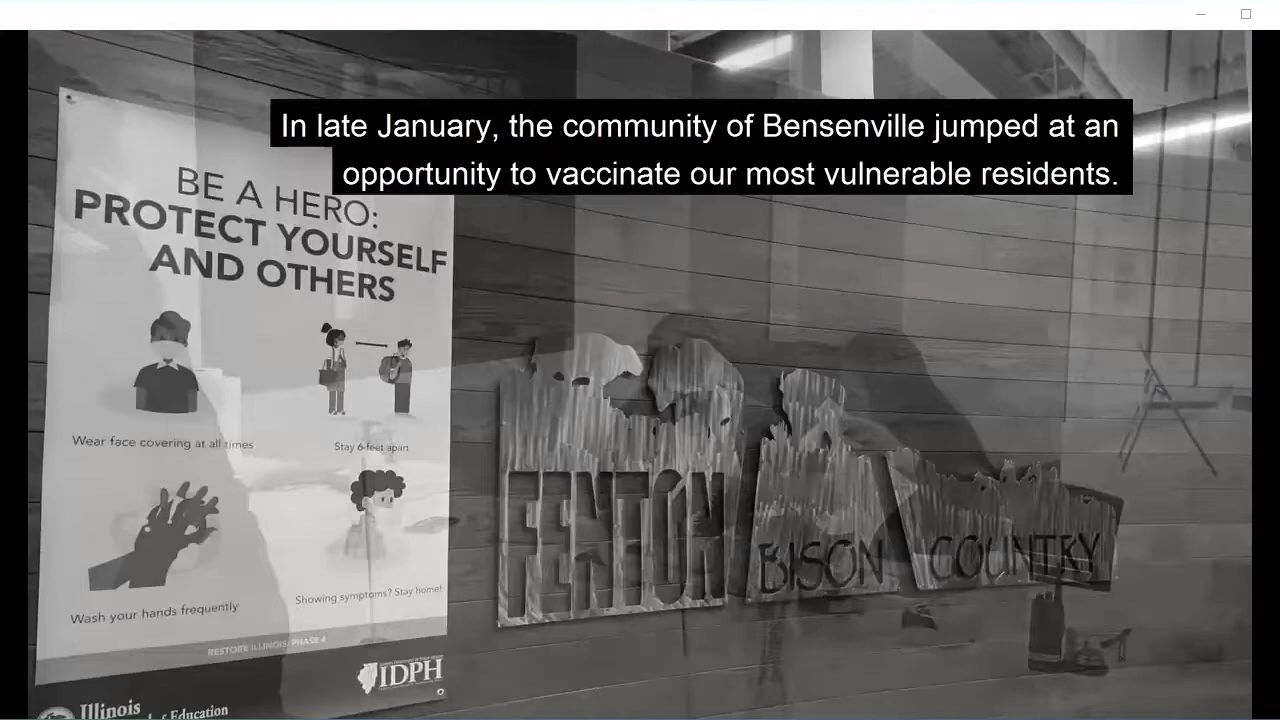 In late January, the community of Bensenville jumped at an
opportunity to vaccinate our most vulnerable residents.
BE A HERO:
PROTECT YOURSELF
AND OTHERS
Wear face covering at all times
Stay 6 feet apart
Wash your hands frequently
Showing symptoms? Stay home!
RESTORE ILLINOIS: PHASE 4
IDPH
Illinois
Education
FENTON
BISON COUNTRY